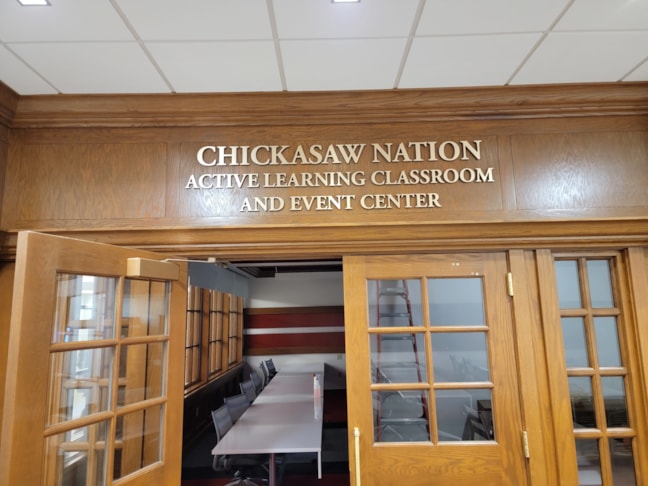 CHICKASAW NATION
ACTIVE LEARNING CLASSROOM
AND EVENT CENTER